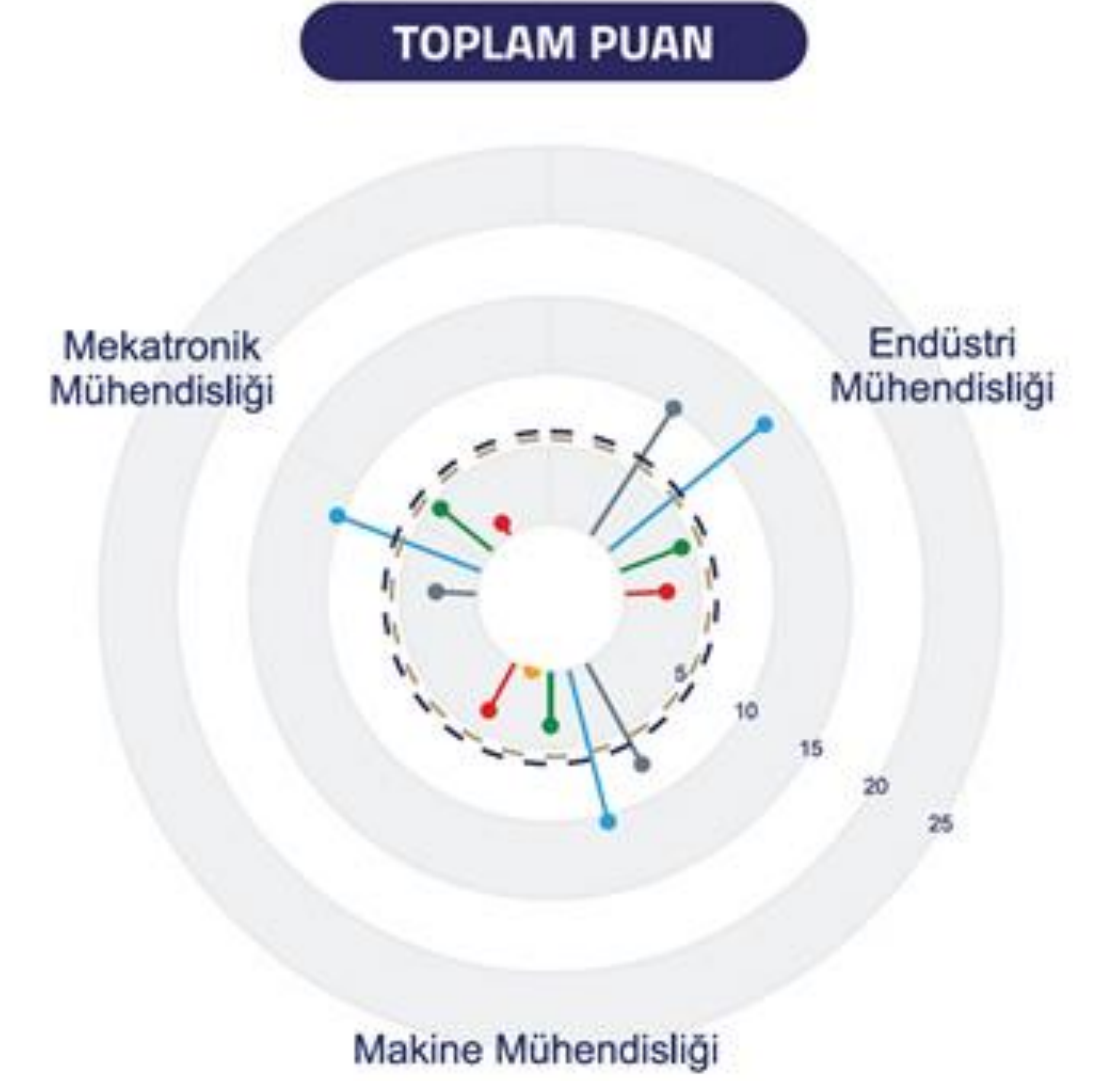 TOPLAM PUAN
Mekatronik
Mühendisliği
Endüstri
Mühendisliği
5
10
15
20
25
Makine Mühendisliği